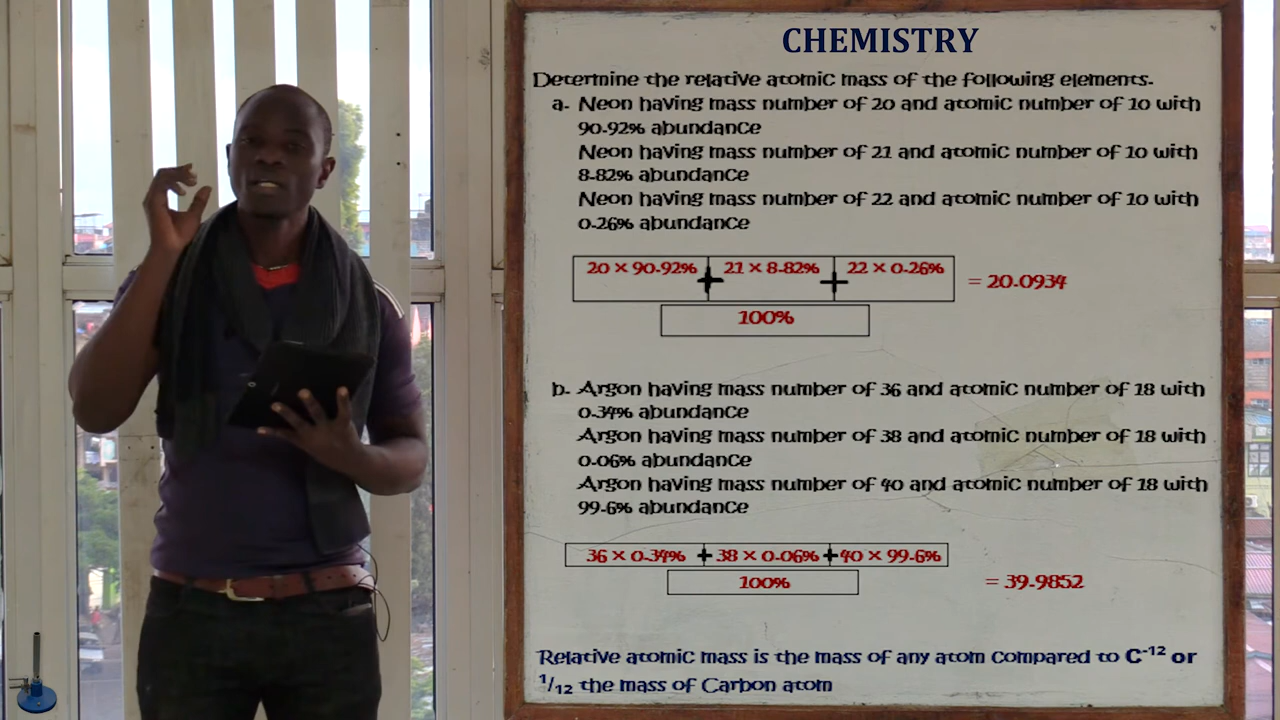 CHEMISTRY
Determine the relative atomic mass of the following elements.
a. Neon having mass number of 20 and atomic number of 10 with
90.92% abundance
Neon having mass number of 21 and atomic number of 10 with
8.82% abundance
Neon having mass number of 22 and atomic number of 10 with
0.26% abundance
20 × 90.92% + 21 × 8.82% + 22 × 0.26%
= 20.0934
100%
b. Argon having mass number of 36 and atomic number of 18 with
0.34% abundance
Argon having mass number of 38 and atomic number of 18 with
0.06% abundance
Argon having mass number of 40 and atomic number of 18 with
99.6% abundance
36 × 0.34% + 38 × 0.06% + 40 × 99.6%
100%
= 39.9852
Relative atomic mass is the mass of any atom compared to C⁻¹² or
¹/₁₂ the mass of Carbon atom